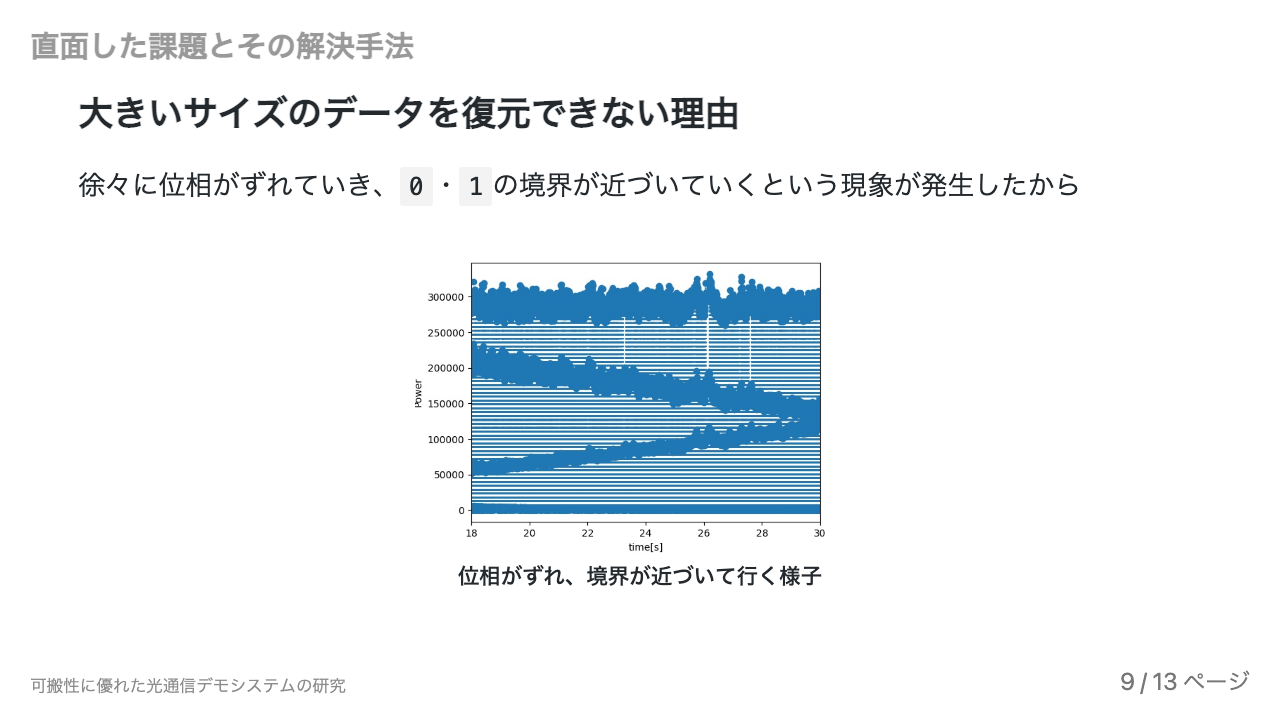 直面した課題とその解決手法
大きいサイズのデータを復元できない理由
徐々に位相がずれていき、 0 ・ 1 の境界が近づいていくという現象が発生したから
300000
250000
200000
150000
100000
50000
0
Power
18 20 22 24 26 28 30
time[s]
位相がずれ、境界が近づいて行く様子
可搬性に優れた光通信デモシステムの研究
9 / 13 ページ